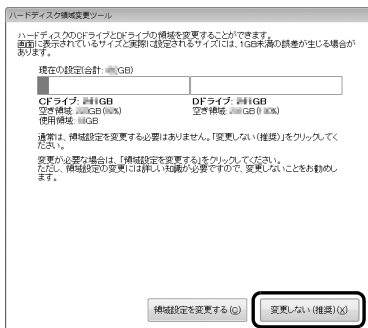 ハードディスク領域変更ツール
ハードディスクのCドライブとDドライブの領域を変更することができます。
画面に表示されているサイズと実際に設定されるサイズには、1GB未満の誤差が生じる場合が
あります。
現在の設定(合計: GB)
Cドライブ: GB
空き領域: GB( %)
使用領域: GB
Dドライブ: GB
空き領域: GB( %)
通常は、領域設定を変更する必要はありません。「変更しない(推奨)」をクリックしてく
ださい。
変更が必要な場合は、「領域設定を変更する」をクリックしてください。
ただし、領域設定の変更には詳しい知識が必要ですので、変更しないことをお勧めし
ます。
領域設定を変更する(C)
変更しない(推奨)(X)